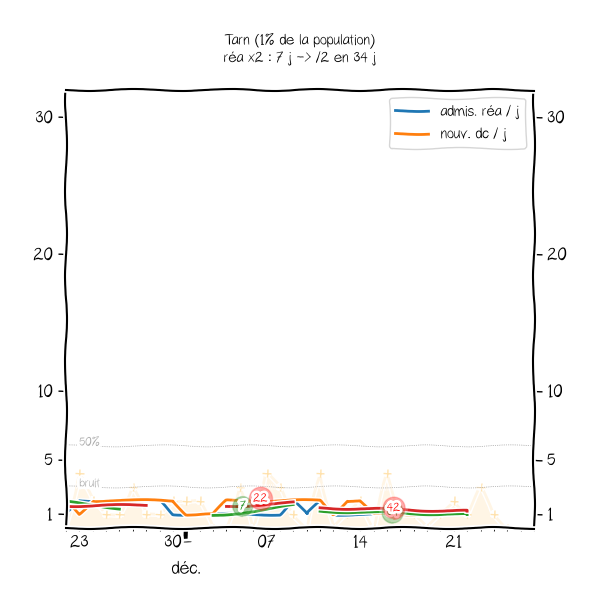 Tarn (1% de la population)
réa x2 : 7 j -> /2 en 34 j
admis. réa / j
nouv. dc / j
30 30
20 20
10 10
50%
5 5
bruit
7 22 42
1 1
23 30 07 14 21
déc.